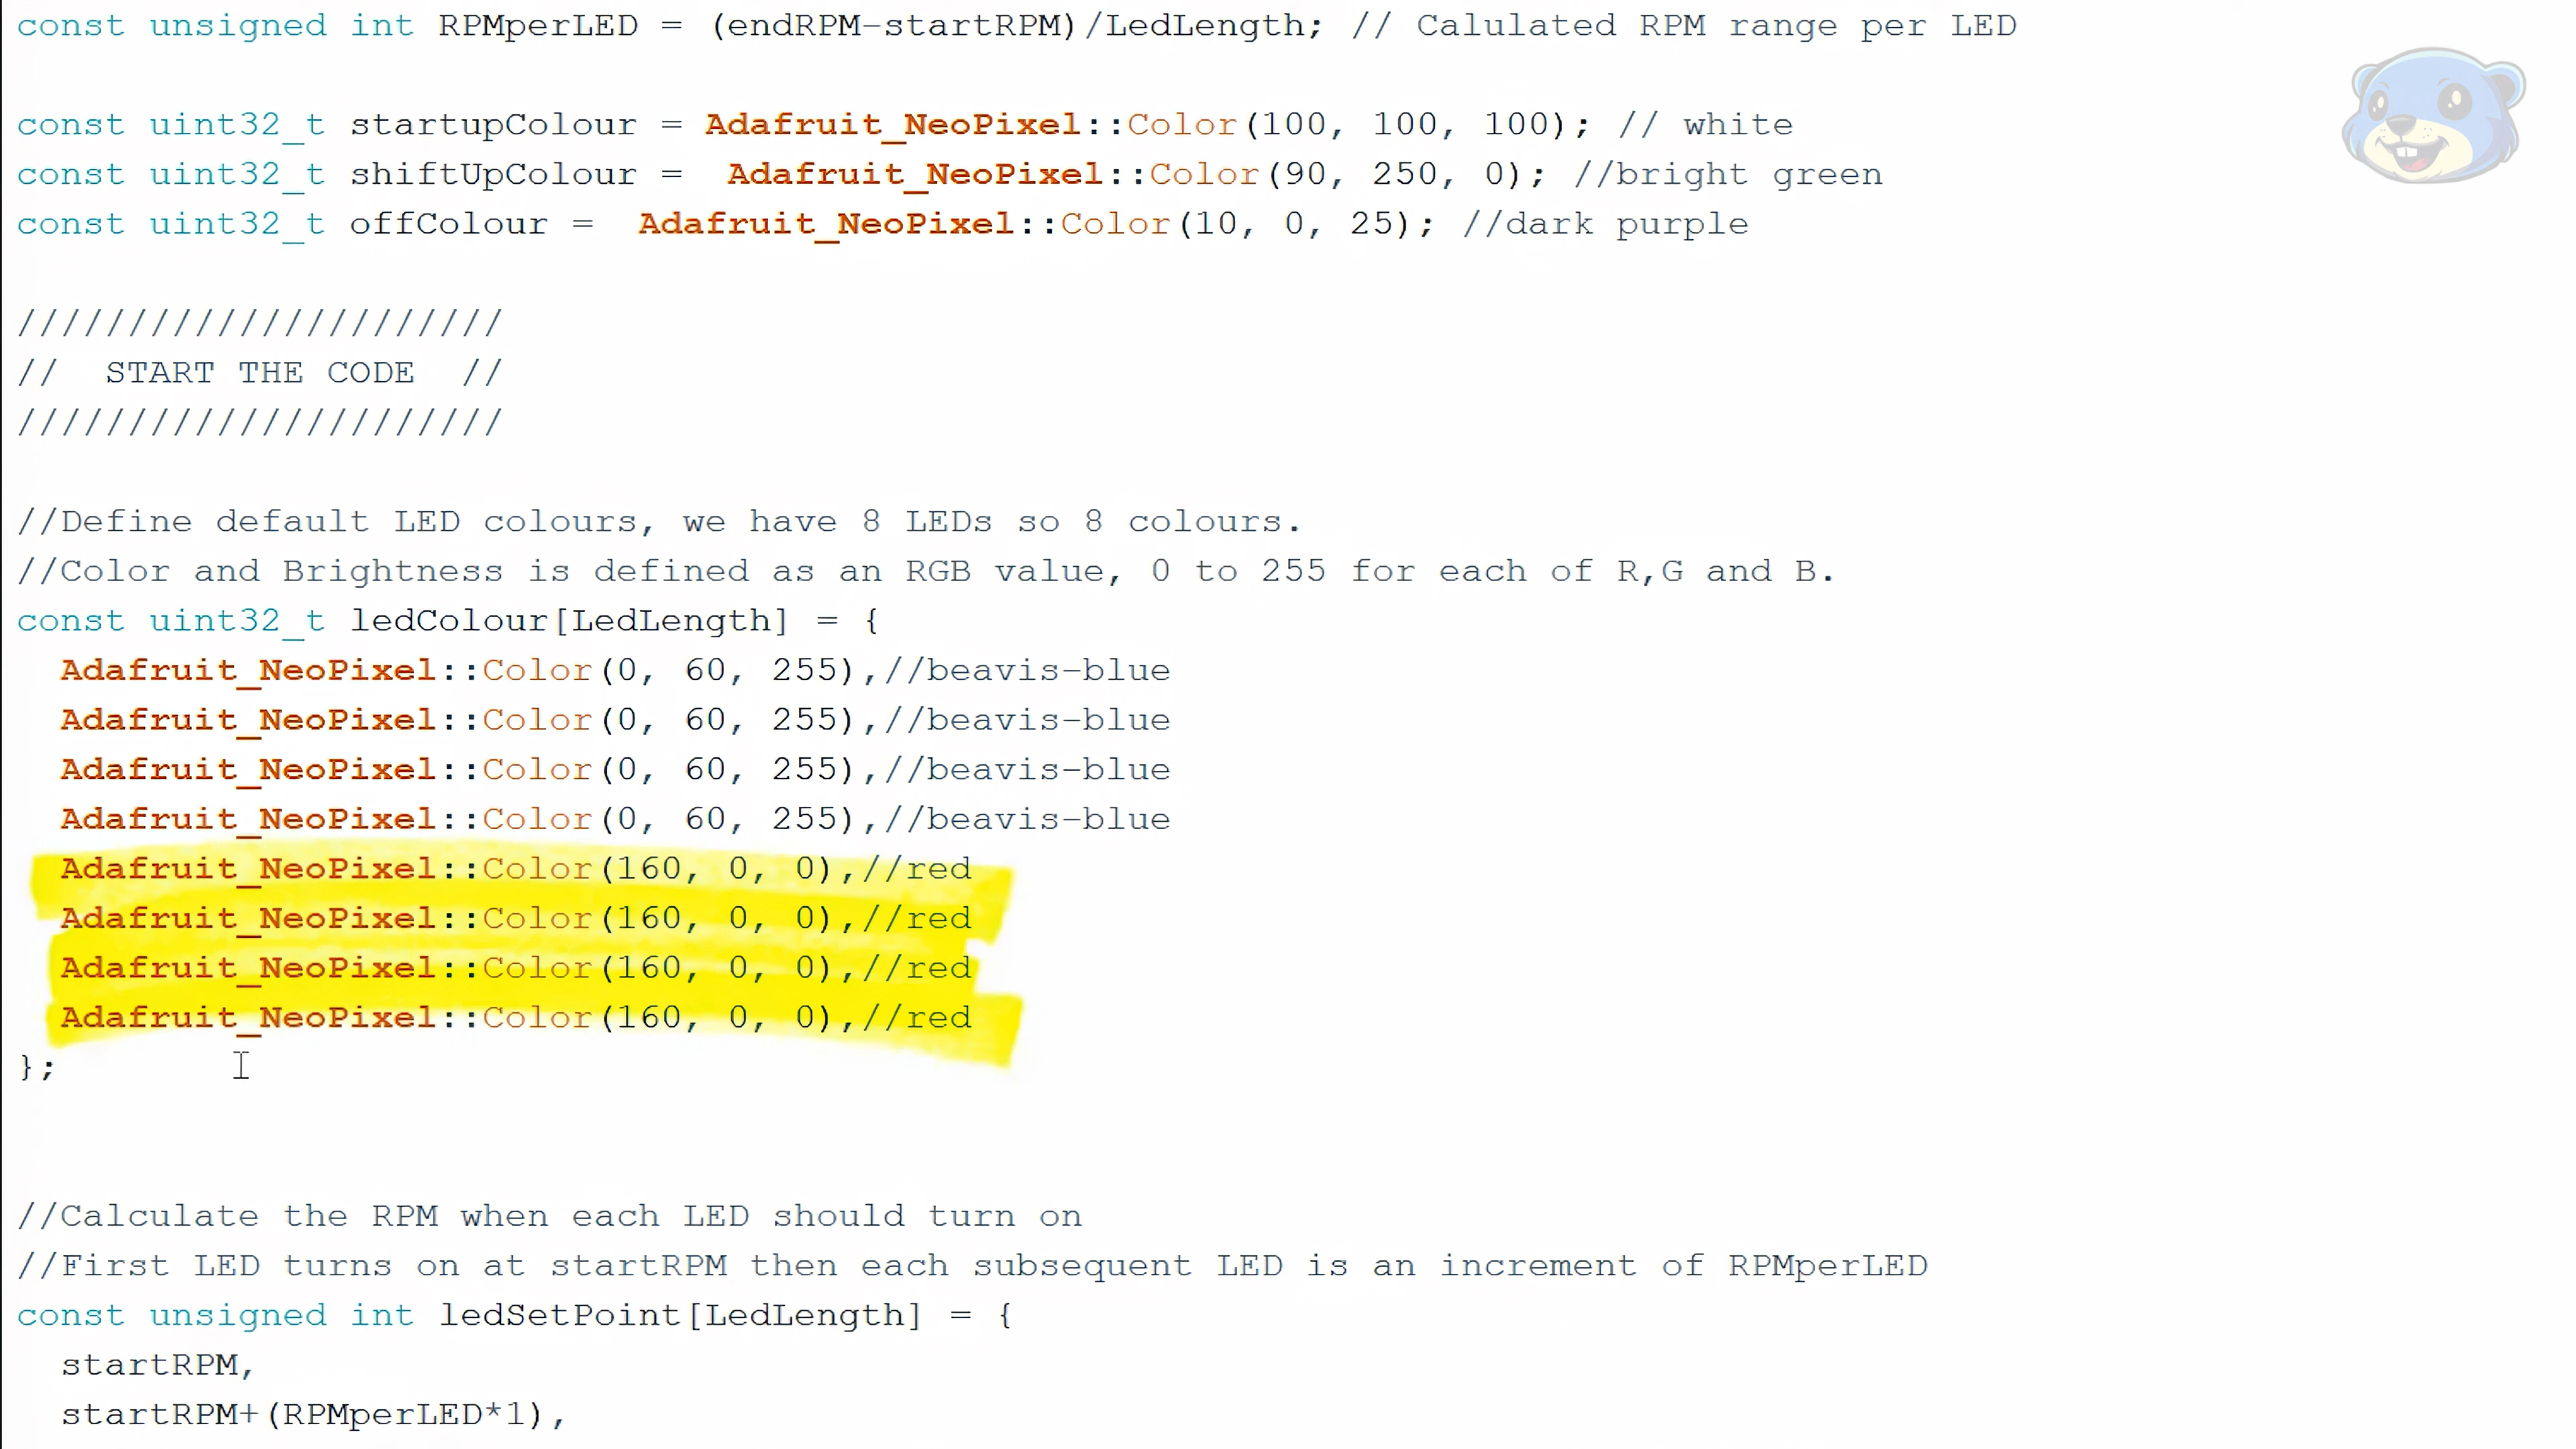 const unsigned int RPMperLED = (endRPM-startRPM)/LedLength; // Calulated RPM range per LED
const uint32_t startupColour = Adafruit_NeoPixel::Color(100, 100, 100); // white
const uint32_t shiftUpColour =  Adafruit_NeoPixel::Color(90, 250, 0); //bright green
const uint32_t offColour =  Adafruit_NeoPixel::Color(10, 0, 25); //dark purple
//////////////////////
//  START THE CODE  //
//////////////////////
//Define default LED colours, we have 8 LEDs so 8 colours.
//Color and Brightness is defined as an RGB value, 0 to 255 for each of R,G and B.
const uint32_t ledColour[LedLength] = {
  Adafruit_NeoPixel::Color(0, 60, 255),//beavis-blue
  Adafruit_NeoPixel::Color(0, 60, 255),//beavis-blue
  Adafruit_NeoPixel::Color(0, 60, 255),//beavis-blue
  Adafruit_NeoPixel::Color(0, 60, 255),//beavis-blue
  Adafruit_NeoPixel::Color(160, 0, 0),//red
  Adafruit_NeoPixel::Color(160, 0, 0),//red
  Adafruit_NeoPixel::Color(160, 0, 0),//red
  Adafruit_NeoPixel::Color(160, 0, 0),//red
};
//Calculate the RPM when each LED should turn on
//First LED turns on at startRPM then each subsequent LED is an increment of RPMperLED
const unsigned int ledSetPoint[LedLength] = {
  startRPM,
  startRPM+(RPMperLED*1),